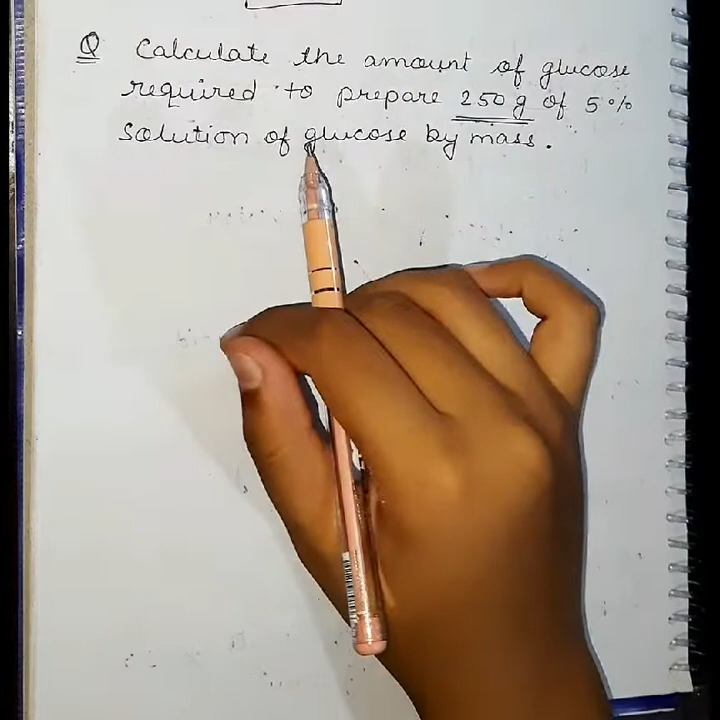 Q Calculate the amount of glucose
required to prepare 250 g of 5%
solution of glucose by mass.